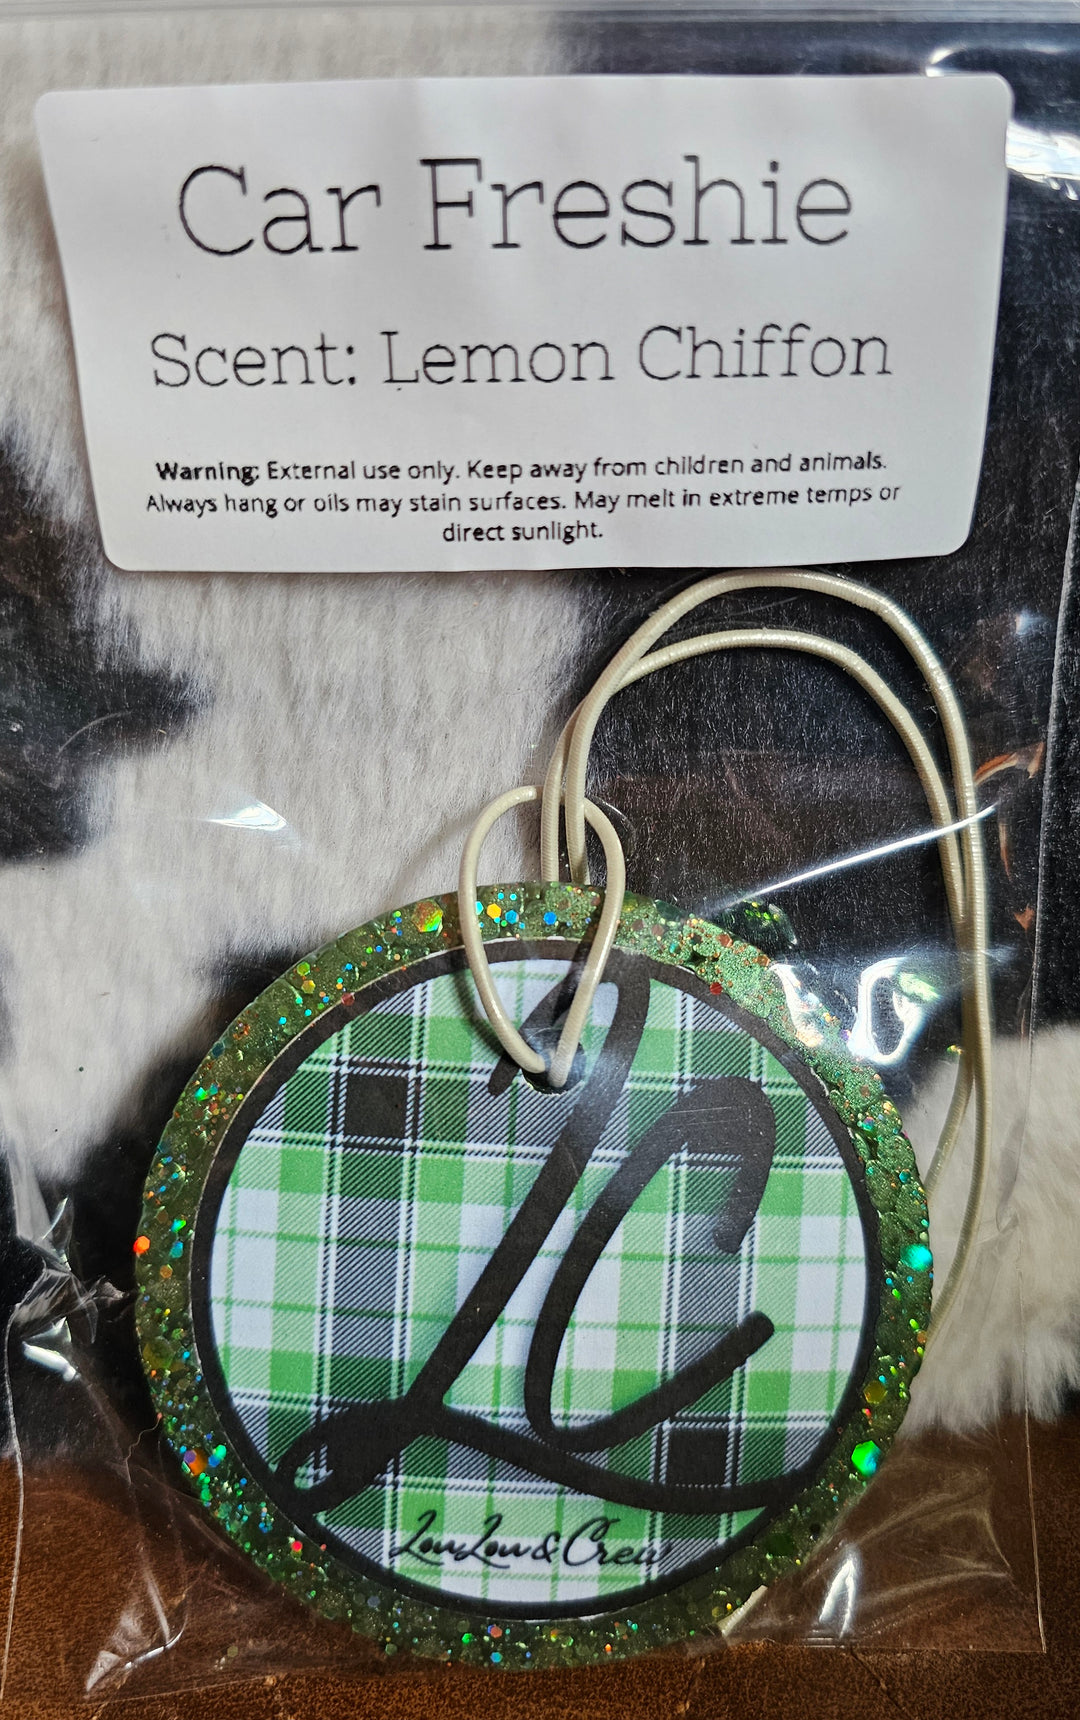 Car Freshie
Scent: Lemon Chiffon
Warning: External use only. Keep away from children and animals.
Always hang or oils may stain surfaces. May melt in extreme temps or
direct sunlight.
LC
LouLou & Crew